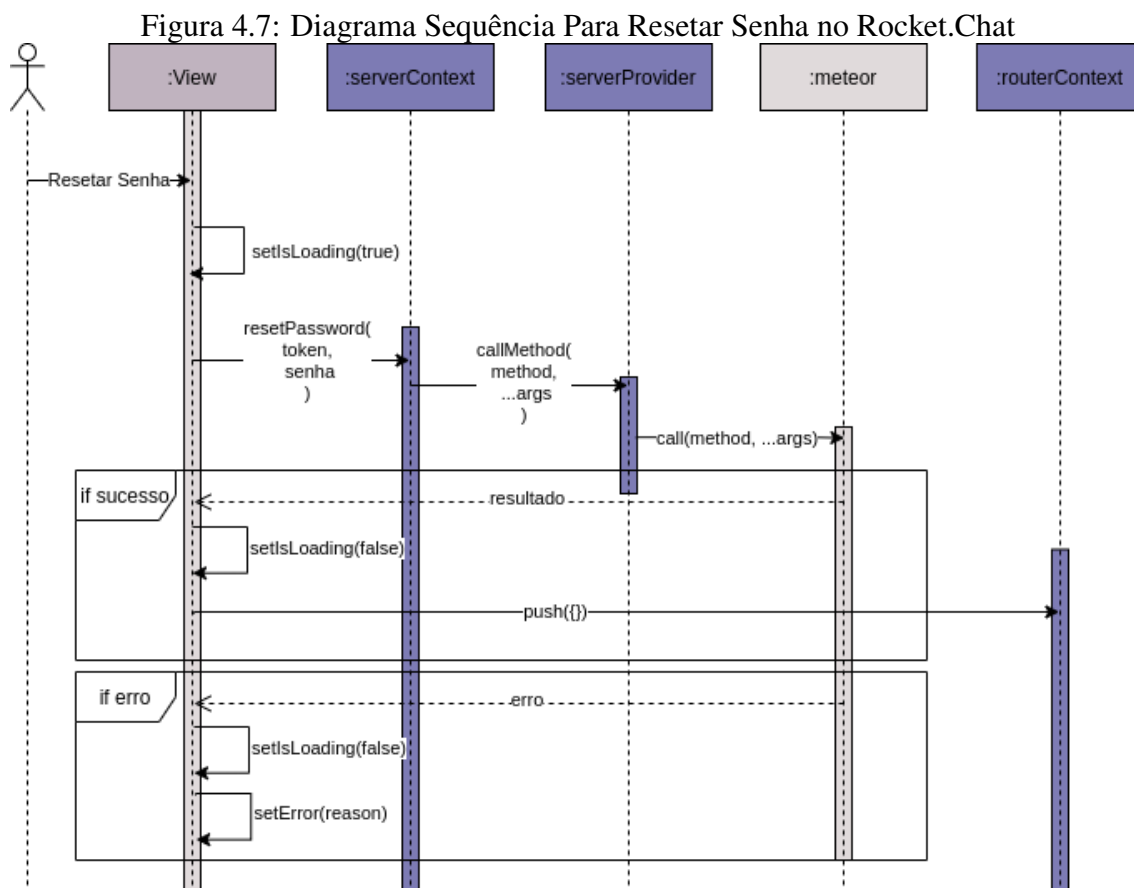 Figura 4.7: Diagrama Sequência Para Resetar Senha no Rocket.Chat
:View
:serverContext
:serverProvider
:meteor
:routerContext
Resetar Senha
setIsLoading(true)
resetPassword(
token,
senha
)
callMethod(
method,
...args
)
call(method, ...args)
if sucesso
resultado
setIsLoading(false)
push({})
if erro
erro
setIsLoading(false)
setError(reason)